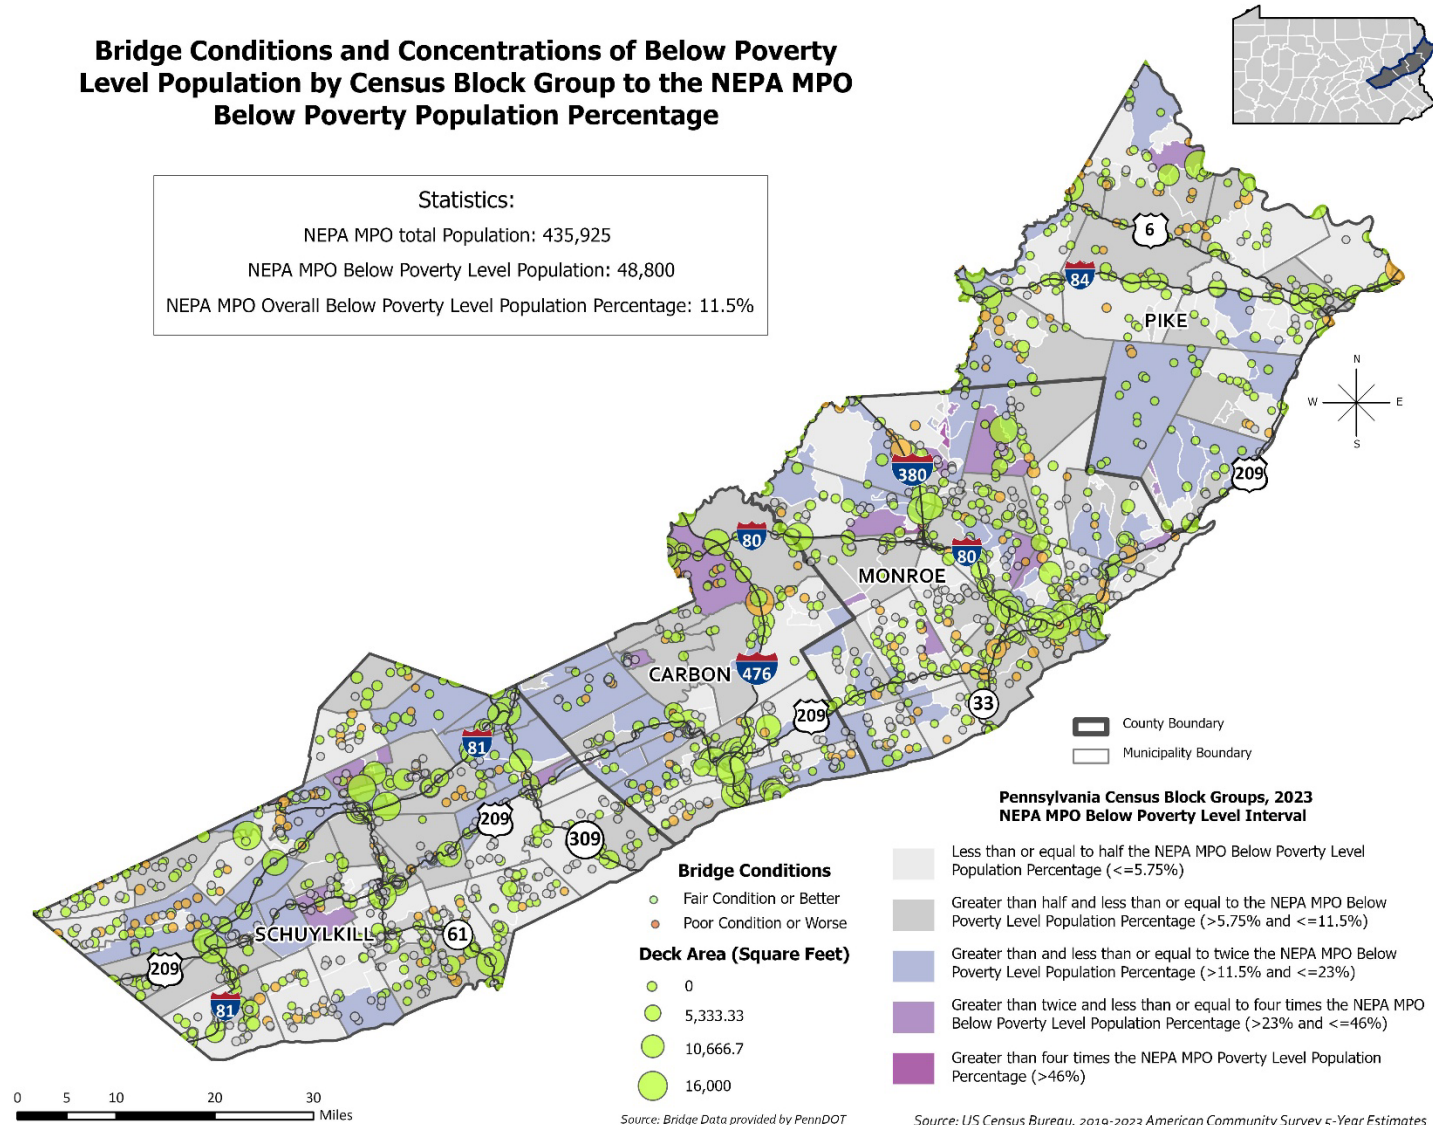 Bridge Conditions and Concentrations of Below Poverty
Level Population by Census Block Group to the NEPA MPO
Below Poverty Population Percentage
Statistics:
NEPA MPO total Population: 435,925
NEPA MPO Below Poverty Level Population: 48,800
NEPA MPO Overall Below Poverty Level Population Percentage: 11.5%
6
84
PIKE
N
W E
S
209
380
80
80
MONROE
CARBON
476
209
33
81
209
309
SCHUYLKILL
61
209
81
County Boundary
Municipality Boundary
Pennsylvania Census Block Groups, 2023
NEPA MPO Below Poverty Level Interval
Less than or equal to half the NEPA MPO Below Poverty Level
Population Percentage (<=5.75%)
Greater than half and less than or equal to the NEPA MPO Below
Poverty Level Population Percentage (>5.75% and <=11.5%)
Greater than and less than or equal to twice the NEPA MPO Below
Poverty Level Population Percentage (>11.5% and <=23%)
Greater than twice and less than or equal to four times the NEPA MPO
Below Poverty Level Population Percentage (>23% and <=46%)
Greater than four times the NEPA MPO Poverty Level Population
Percentage (>46%)
Bridge Conditions
Fair Condition or Better
Poor Condition or Worse
Deck Area (Square Feet)
0
5,333.33
10,666.7
16,000
0 5 10 20 30
Miles
Source: Bridge Data provided by PennDOT
Source: US Census Bureau, 2019-2023 American Community Survey 5-Year Estimates